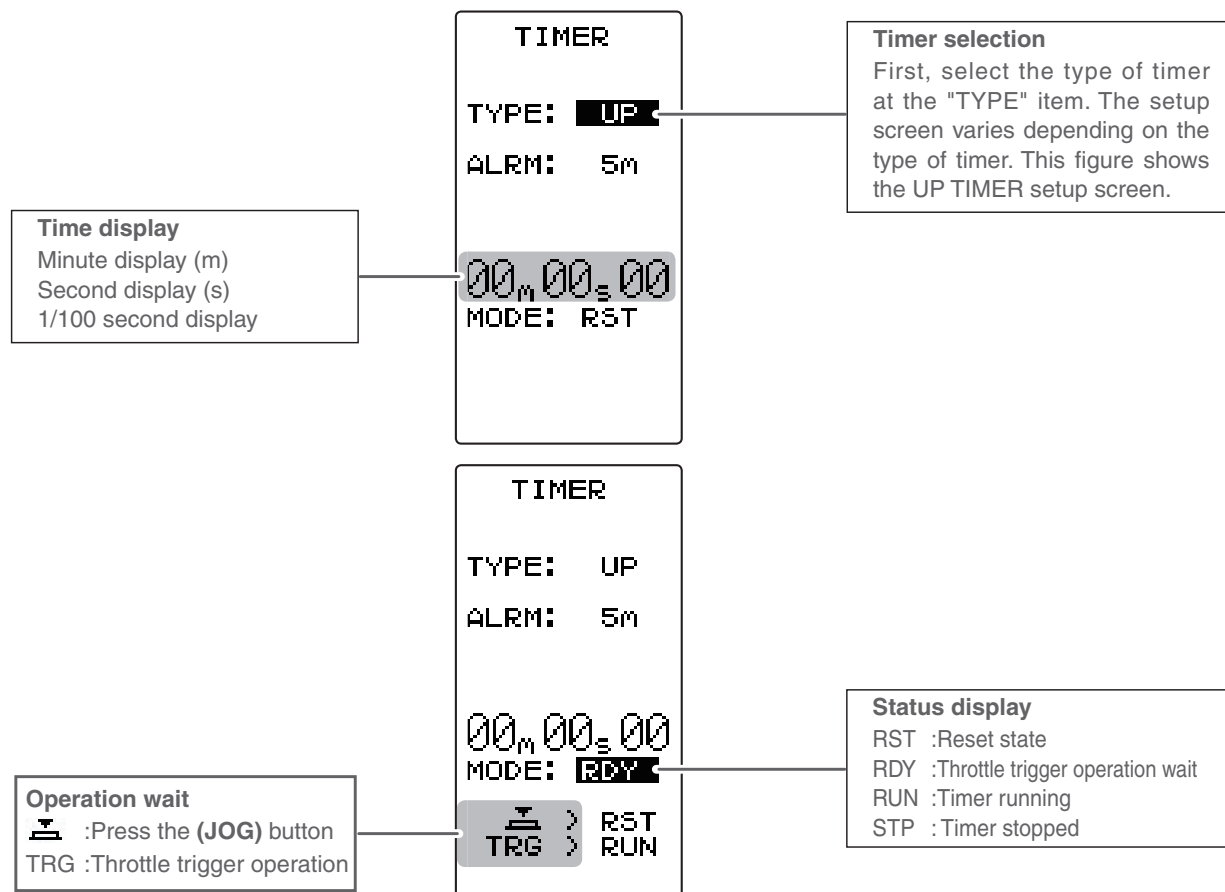 TIMER
TYPE: UP
ALRM: 5m
00m00s00
MODE: RST
Timer selection
First, select the type of timer
at the "TYPE" item. The setup
screen varies depending on the
type of timer. This figure shows
the UP TIMER setup screen.
Time display
Minute display (m)
Second display (s)
1/100 second display
TIMER
TYPE: UP
ALRM: 5m
00m00s00
MODE: RDY
> RST
TRG > RUN
Status display
RST :Reset state
RDY :Throttle trigger operation wait
RUN :Timer running
STP : Timer stopped
Operation wait
:Press the (JOG) button
TRG :Throttle trigger operation